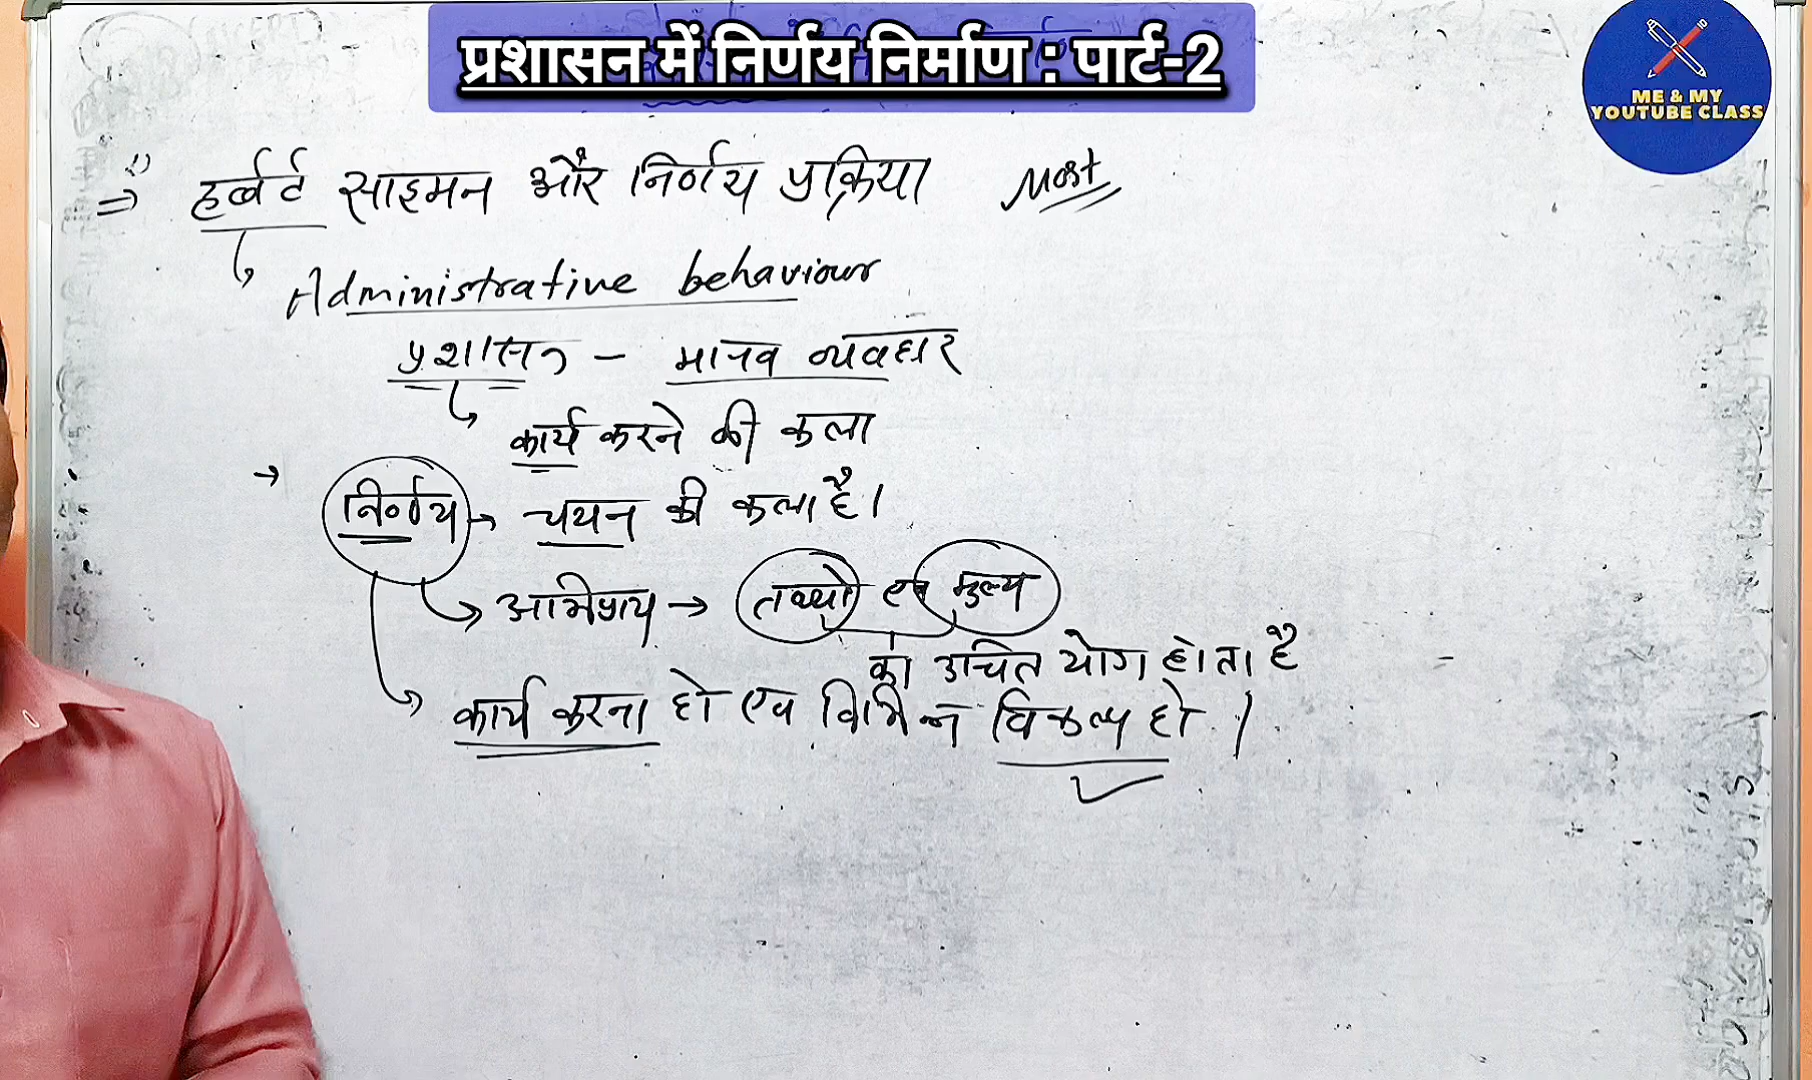 प्रशासन में निर्णय निर्माण : पार्ट-2
ME & MY
YOUTUBE CLASS
⇒ हर्बर्ट साइमन और निर्णय प्रक्रिया Most
Administrative behaviour
प्रशासन - मानव व्यवहार
कार्य करने की कला
→ निर्णय → चयन की कला है।
अभिप्राय → तथ्यो एवं मूल्य
का उचित योग होता है
कार्य करना हो एव विभिन्न विकल्प हो।